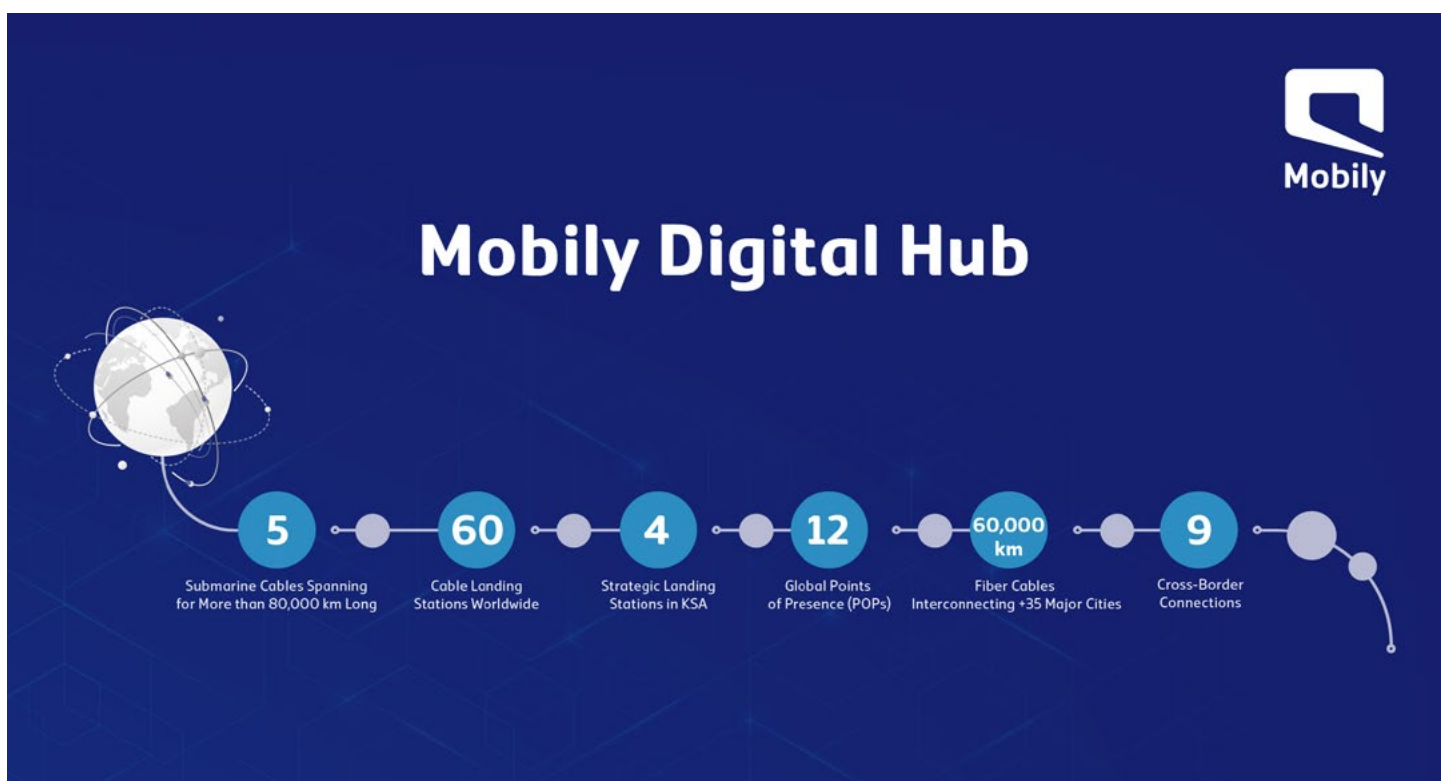 Mobily
Mobily Digital Hub
5
Submarine Cables Spanning
for More than 80,000 km Long
60
Cable Landing
Stations Worldwide
4
Strategic Landing
Stations in KSA
12
Global Points
of Presence (POPs)
60,000
km
Fiber Cables
Interconnecting +35 Major Cities
9
Cross-Border
Connections